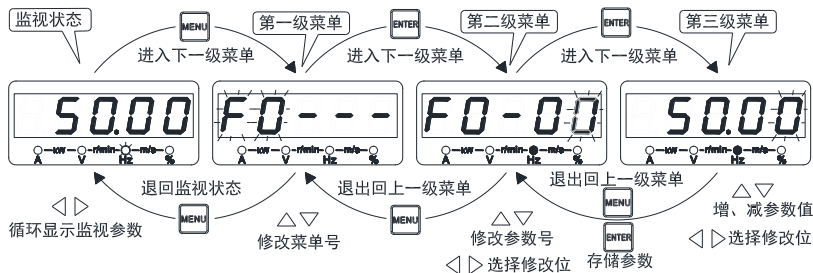 监视状态
MENU
第一级菜单
ENTER
第二级菜单
ENTER
第三级菜单
进入下一级菜单
进入下一级菜单
进入下一级菜单
50.00
F0---
F0-00
50.00
A kw V r/min Hz m/s %
A kw V r/min Hz m/s %
A kw V r/min Hz m/s %
A kw V r/min Hz m/s %
退回监视状态
退出回上一级菜单
退出回上一级菜单
MENU
MENU
MENU
ENTER
◁ ▷
循环显示监视参数
△ ▽
修改菜单号
△ ▽
修改参数号
◁ ▷选择修改位
存储参数
△ ▽
增、减参数值
◁ ▷选择修改位